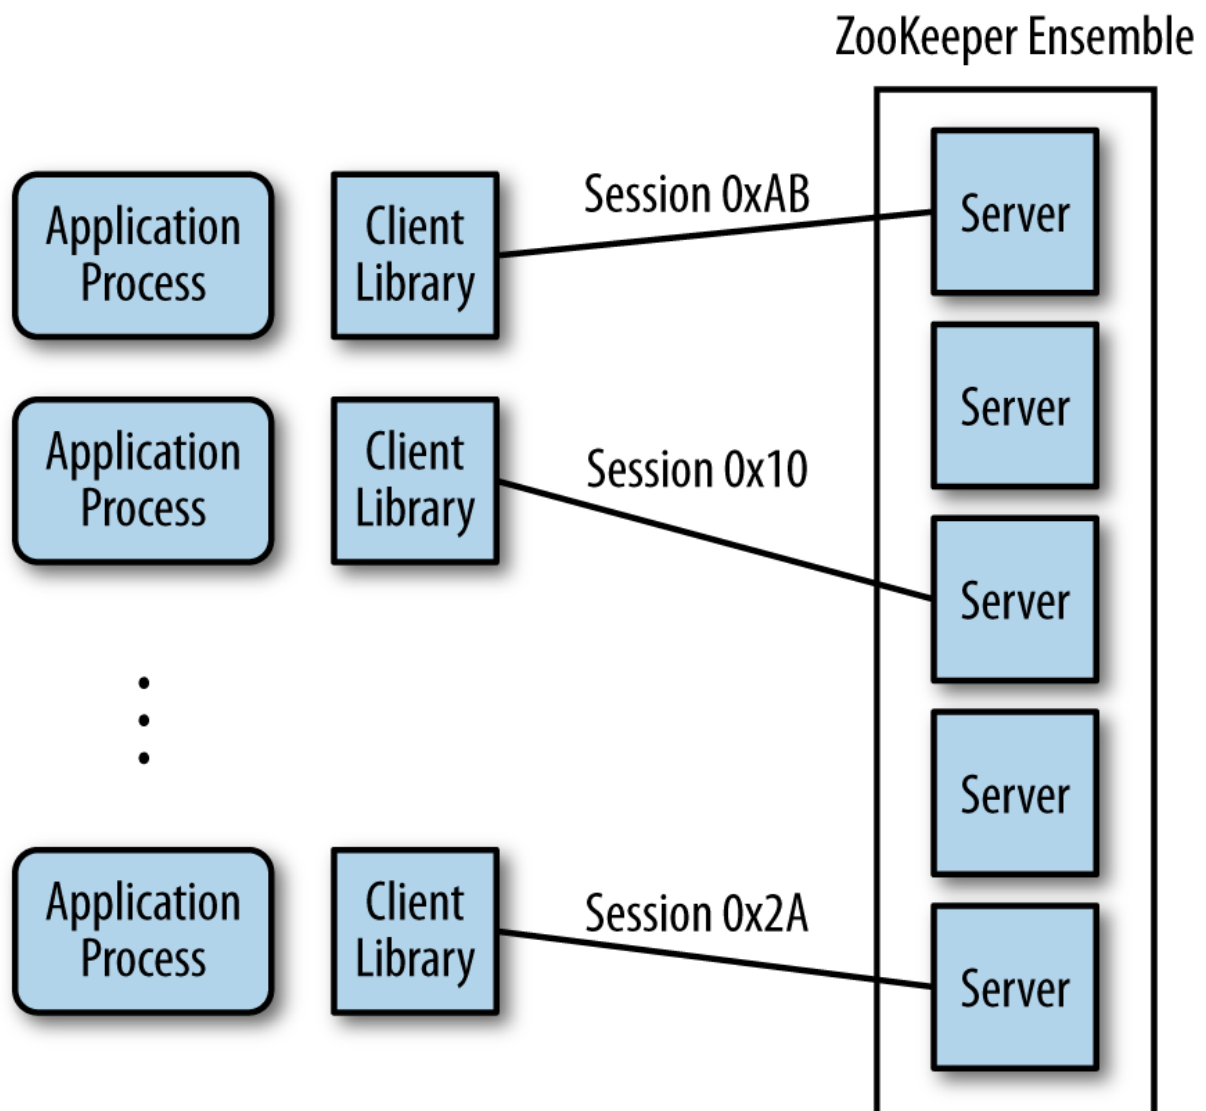 ZooKeeper Ensemble
Application
Process
Client
Library
Session 0xAB
Server
Server
Application
Process
Client
Library
Session 0x10
Server
Server
Application
Process
Client
Library
Session 0x2A
Server